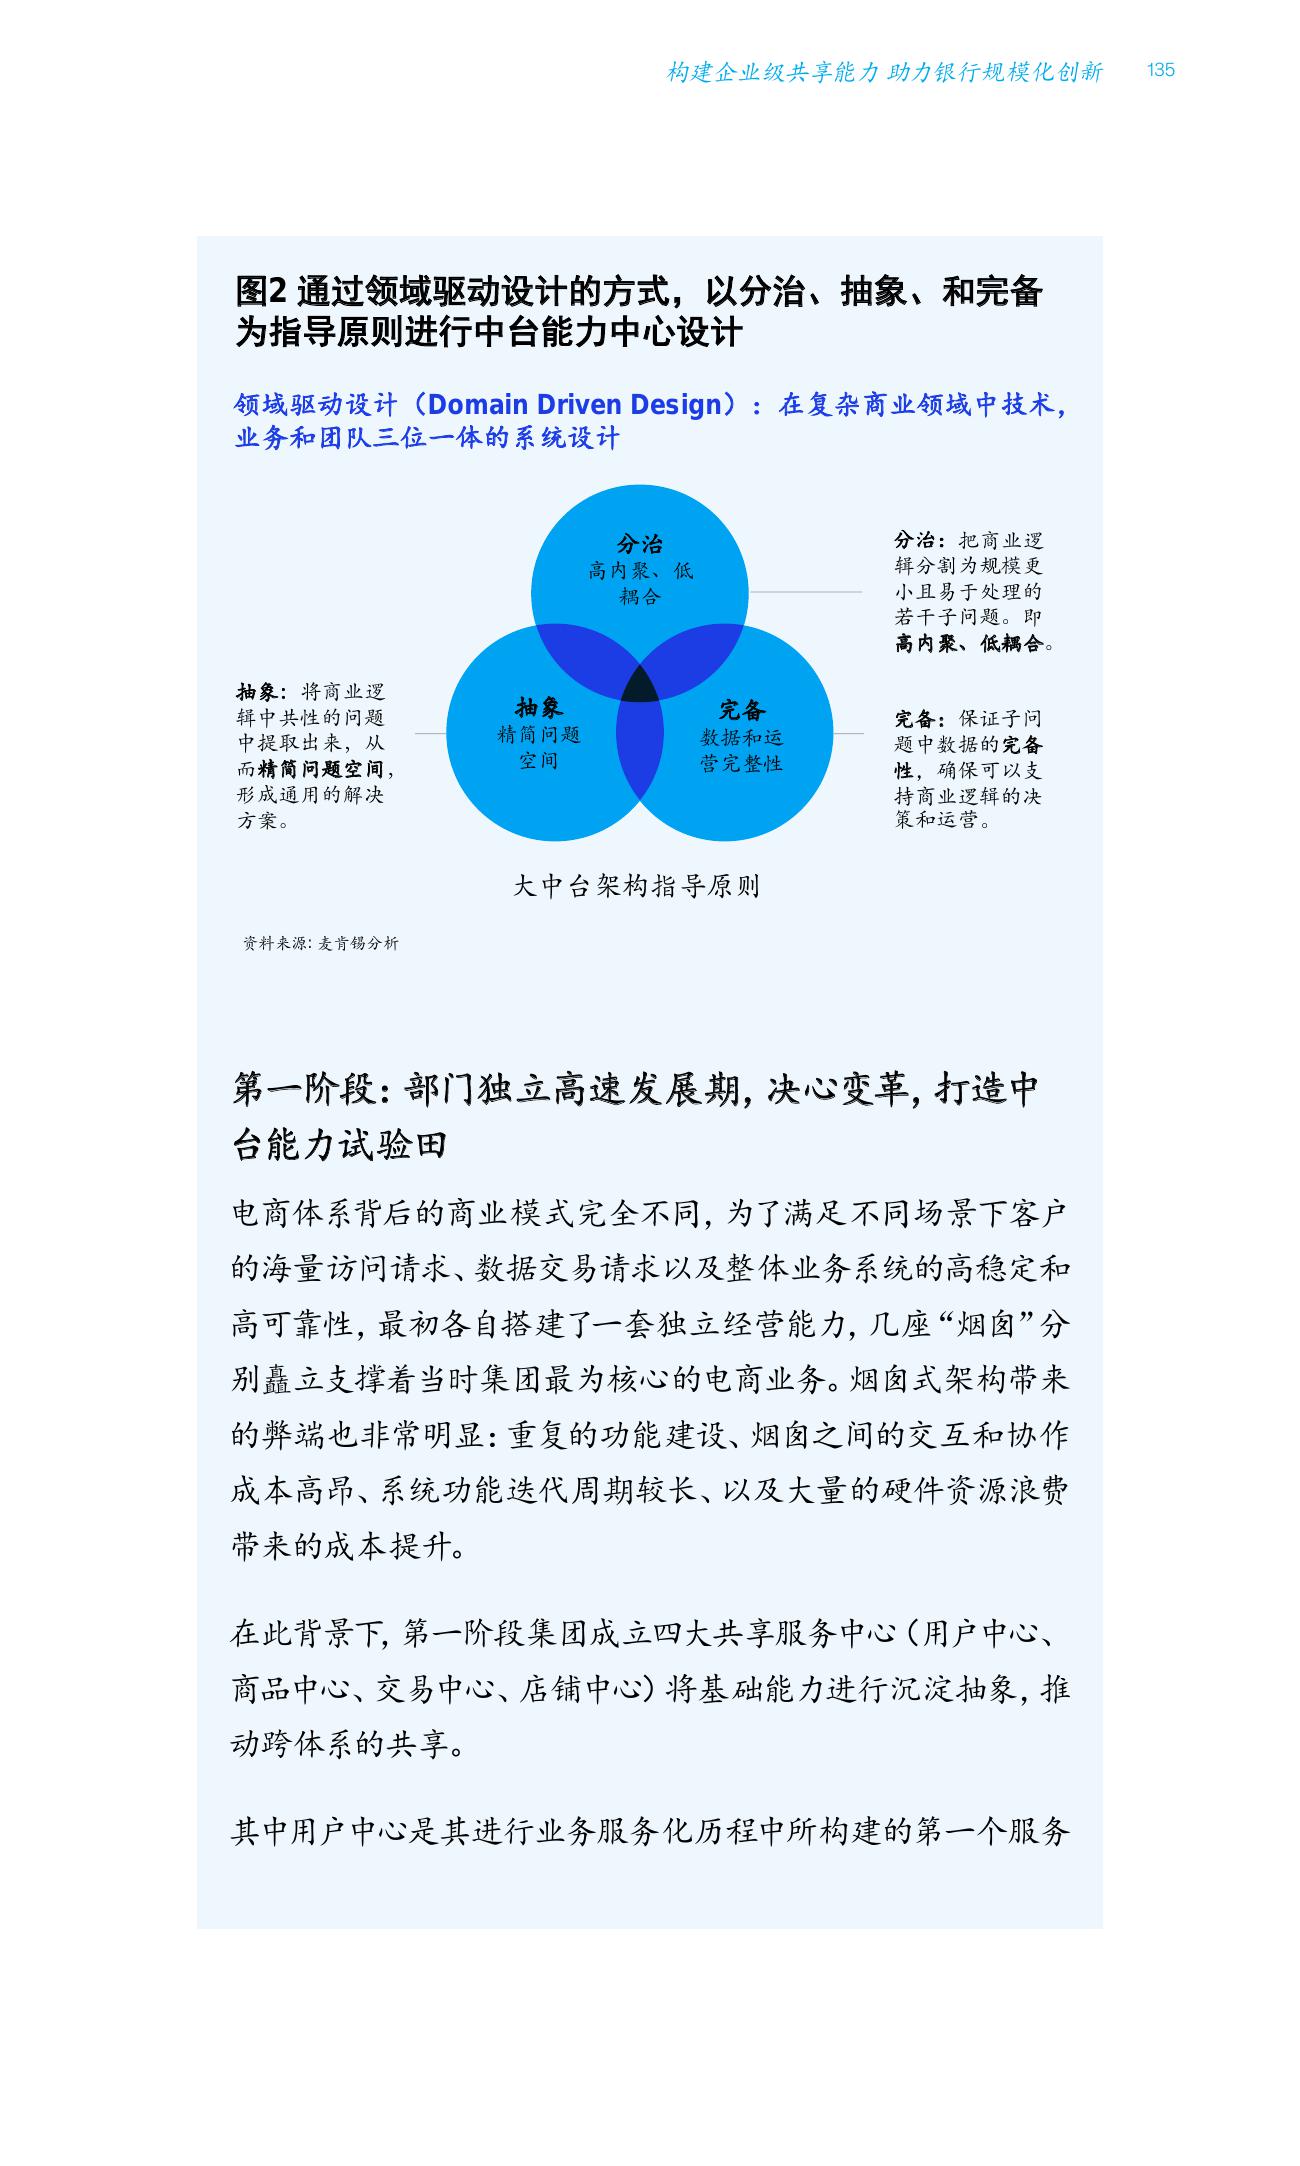 构建企业级共享能力 助力银行规模化创新 135
图2 通过领域驱动设计的方式，以分治、抽象、和完备
为指导原则进行中台能力中心设计
领域驱动设计（Domain Driven Design）：在复杂商业领域中技术，
业务和团队三位一体的系统设计
分治
高内聚、低
耦合
分治：把商业逻
辑分割为规模更
小且易于处理的
若干子问题。即
高内聚、低耦合。
抽象：将商业逻
辑中共性的问题
中提取出来，从
而精简问题空间，
形成通用的解决
方案。
抽象
精简问题
空间
完备
数据和运
营完整性
完备：保证子问
题中数据的完备
性，确保可以支
持商业逻辑的决
策和运营。
大中台架构指导原则
资料来源: 麦肯锡分析
第一阶段：部门独立高速发展期，决心变革，打造中
台能力试验田
电商体系背后的商业模式完全不同，为了满足不同场景下客户
的海量访问请求、数据交易请求以及整体业务系统的高稳定和
高可靠性，最初各自搭建了一套独立经营能力，几座“烟囱”分
别矗立支撑着当时集团最为核心的电商业务。烟囱式架构带来
的弊端也非常明显：重复的功能建设、烟囱之间的交互和协作
成本高昂、系统功能迭代周期较长、以及大量的硬件资源浪费
带来的成本提升。
在此背景下，第一阶段集团成立四大共享服务中心（用户中心、
商品中心、交易中心、店铺中心）将基础能力进行沉淀抽象，推
动跨体系的共享。
其中用户中心是其进行业务服务化历程中所构建的第一个服务